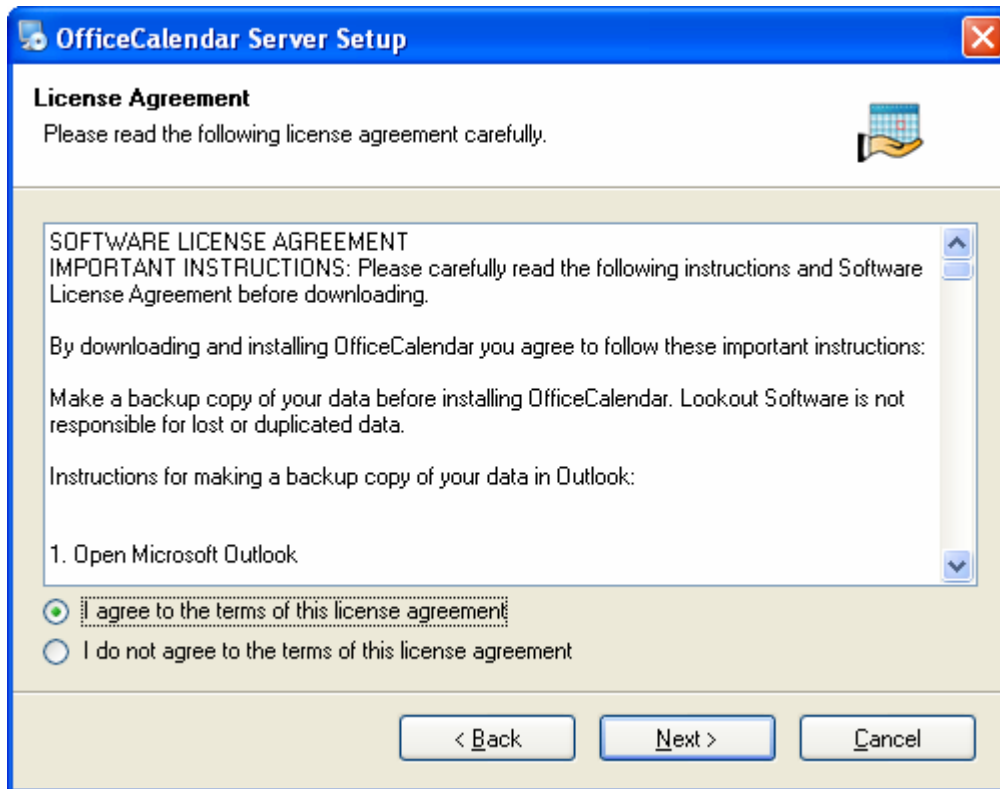 OfficeCalendar Server Setup
License Agreement
Please read the following license agreement carefully.
SOFTWARE LICENSE AGREEMENT
IMPORTANT INSTRUCTIONS: Please carefully read the following instructions and Software
License Agreement before downloading.
By downloading and installing OfficeCalendar you agree to follow these important instructions:
Make a backup copy of your data before installing OfficeCalendar. Lookout Software is not
responsible for lost or duplicated data.
Instructions for making a backup copy of your data in Outlook:
1. Open Microsoft Outlook
I agree to the terms of this license agreement
I do not agree to the terms of this license agreement
< Back Next > Cancel